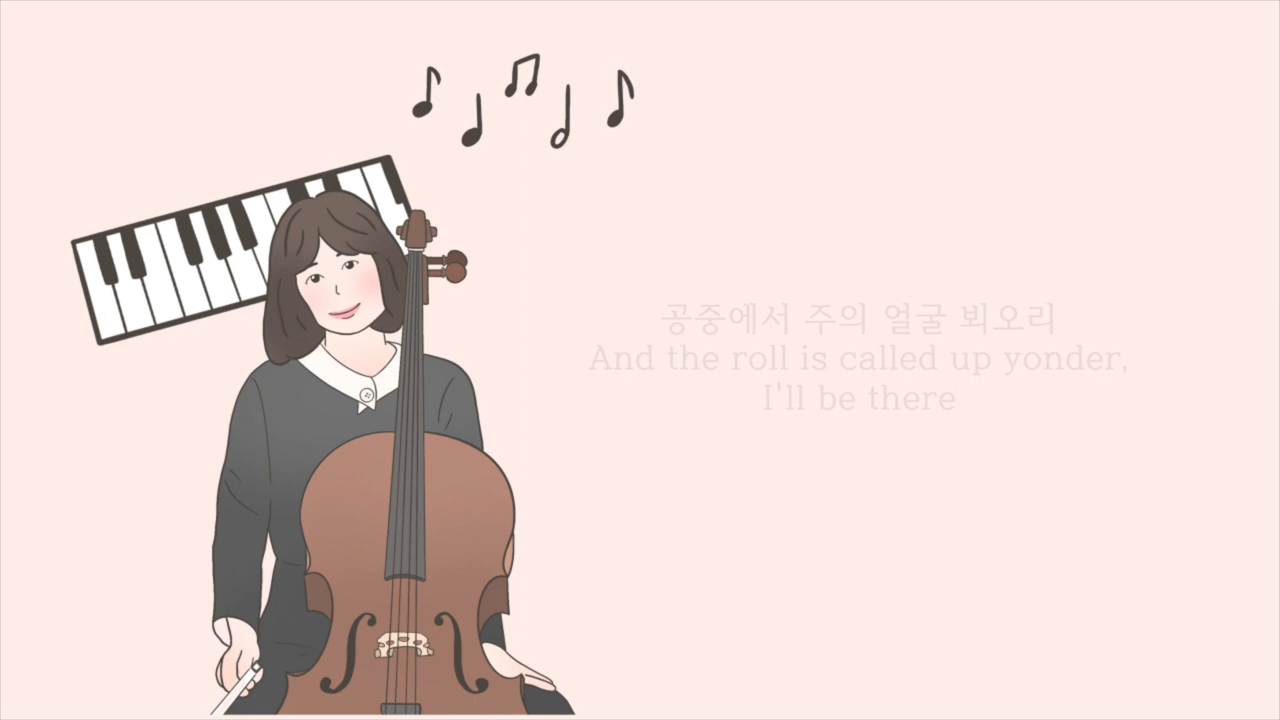 공중에서 주의 얼굴 뵈오리
And the roll is called up yonder,
I'll be there